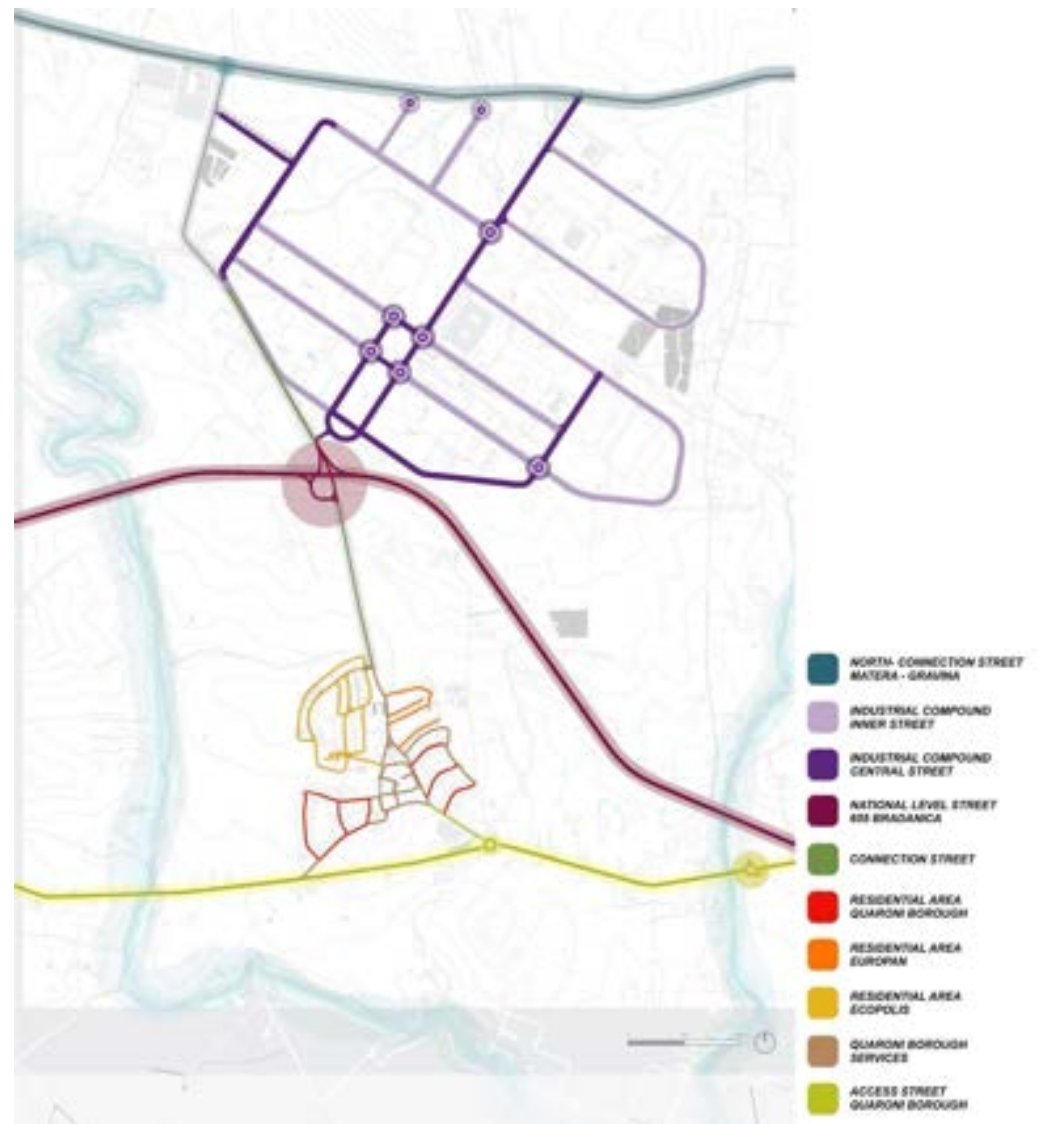 NORTH- CONNECTION STREET
MATERA - GRAVINA
INDUSTRIAL COMPOUND
INNER STREET
INDUSTRIAL COMPOUND
CENTRAL STREET
NATIONAL LEVEL STREET
655 BRADANICA
CONNECTION STREET
RESIDENTIAL AREA
QUARONI BOROUGH
RESIDENTIAL AREA
EUROPAN
RESIDENTIAL AREA
ECOPOLIS
QUARONI BOROUGH
SERVICES
ACCESS STREET
QUARONI BOROUGH